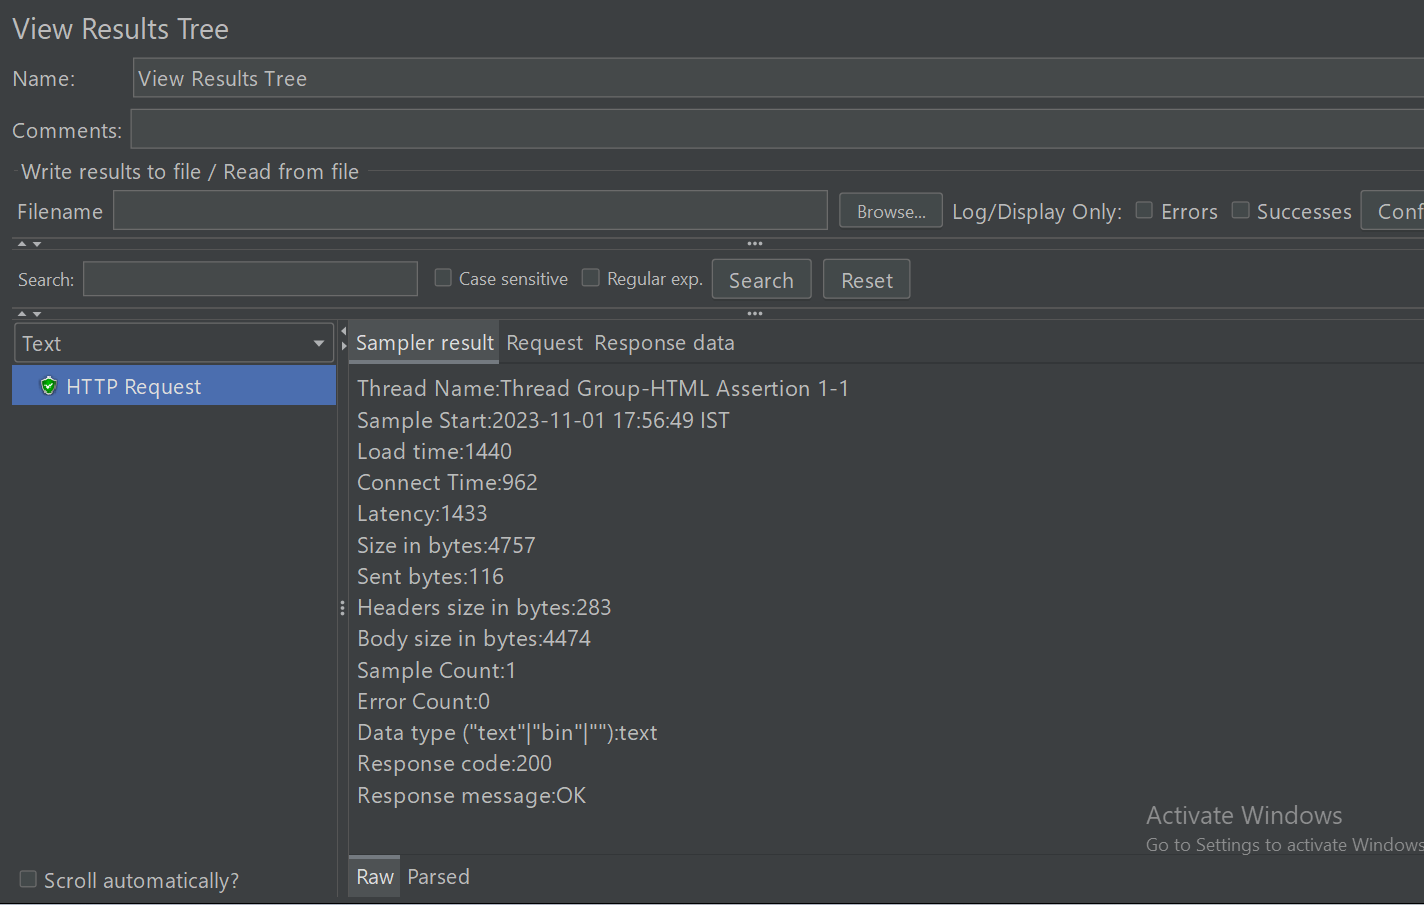 View Results Tree
Name: View Results Tree
Comments:
Write results to file / Read from file
Filename Browse... Log/Display Only: Errors Successes Conf
Search: Case sensitive Regular exp. Search Reset
Text
HTTP Request
Sampler result Request Response data
Thread Name:Thread Group-HTML Assertion 1-1
Sample Start:2023-11-01 17:56:49 IST
Load time:1440
Connect Time:962
Latency:1433
Size in bytes:4757
Sent bytes:116
Headers size in bytes:283
Body size in bytes:4474
Sample Count:1
Error Count:0
Data type ("text"|"bin"|""):text
Response code:200
Response message:OK
Activate Windows
Go to Settings to activate Windows
Scroll automatically?
Raw Parsed